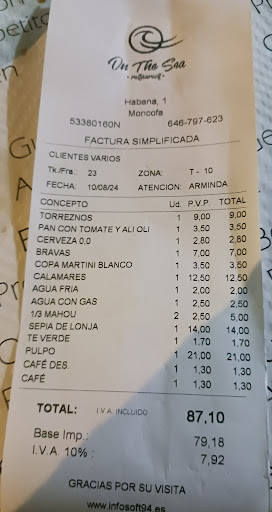 On The Sea
restaurant
Habana, 1
Moncofa
53380160N 646-797-623
FACTURA SIMPLIFICADA
CLIENTES VARIOS
Tk./Fra.: 23 ZONA: T - 10
FECHA: 10/08/24 ATENCION: ARMINDA
CONCEPTO Ud. P.V.P. TOTAL
TORREZNOS 1 9,00 9,00
PAN CON TOMATE Y ALI OLI 1 3,50 3,50
CERVEZA 0,0 1 2,80 2,80
BRAVAS 1 7,00 7,00
COPA MARTINI BLANCO 1 3,50 3,50
CALAMARES 1 12,50 12,50
AGUA FRIA 1 2,00 2,00
AGUA CON GAS 1 2,50 2,50
1/3 MAHOU 2 2,50 5,00
SEPIA DE LONJA 1 14,00 14,00
TE VERDE 1 1,70 1,70
PULPO 1 21,00 21,00
CAFÉ DES. 1 1,30 1,30
CAFÉ 1 1,30 1,30
TOTAL: I.V.A. INCLUIDO 87,10
Base Imp.: 79,18
I.V.A. 10% : 7,92
GRACIAS POR SU VISITA
www.infosoft94.es